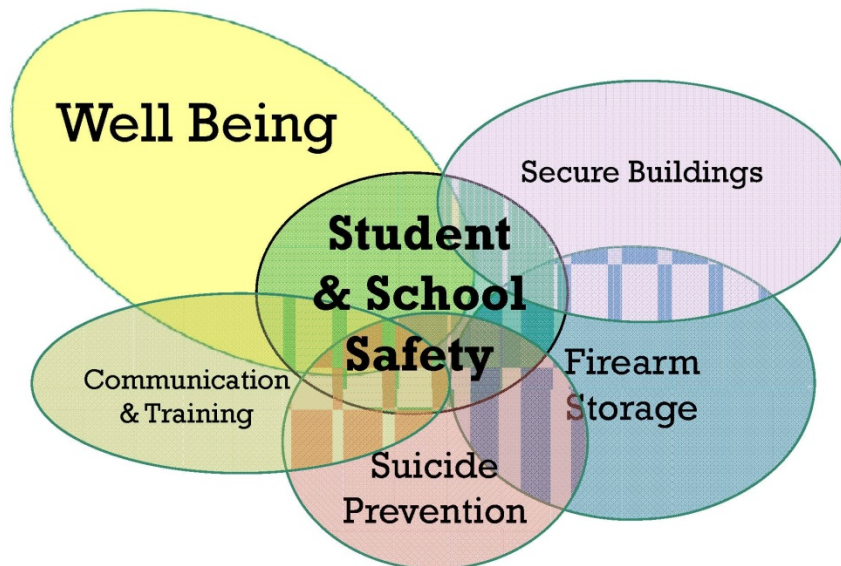 Well Being
Secure Buildings
Student
& School
Safety
Communication
& Training
Firearm
Storage
Suicide
Prevention